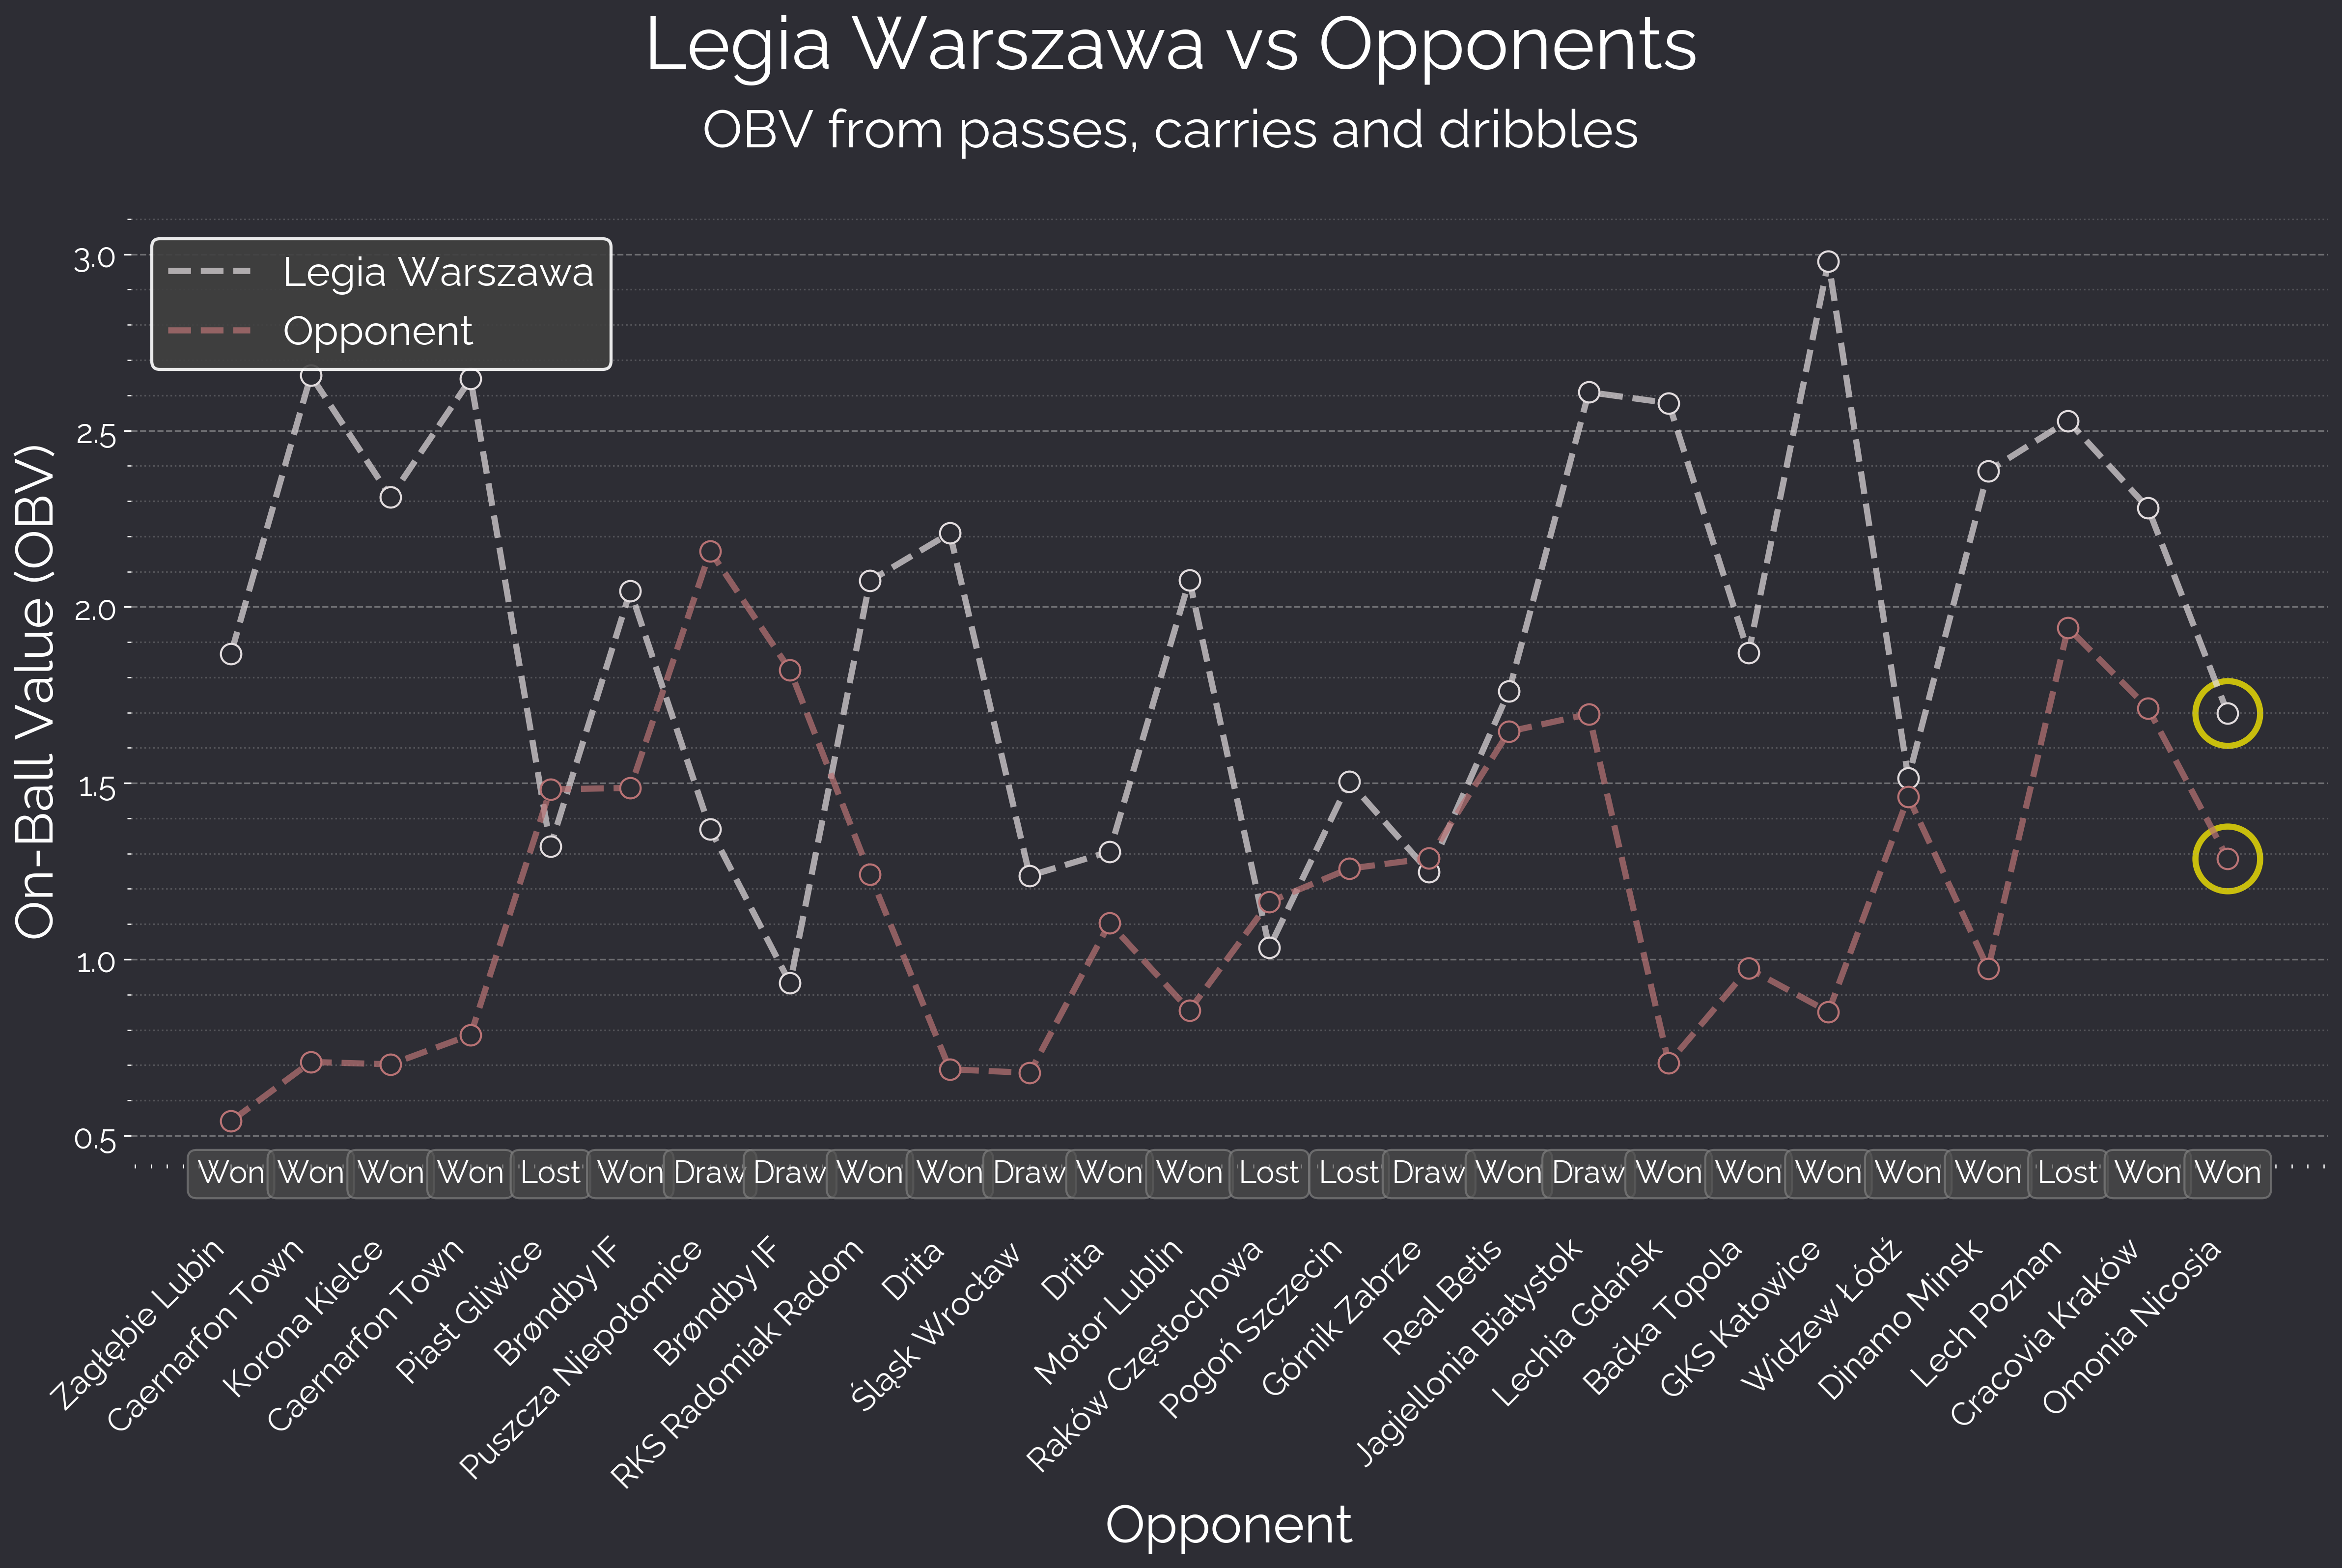 Legia Warszawa vs Opponents
OBV from passes, carries and dribbles
Legia Warszawa
Opponent
On-Ball Value (OBV)
3.0
2.5
2.0
1.5
1.0
0.5
Won Won Won Won Lost Won Draw Draw Won Won Draw Won Won Lost Lost Draw Won Draw Won Won Won Won Won Lost Won Won
Zagłębie Lubin
Caernarfon Town
Korona Kielce
Caernarfon Town
Piast Gliwice
Brøndby IF
Puszcza Niepołomice
Brøndby IF
RKS Radomiak Radom
Drita
Śląsk Wrocław
Drita
Motor Lublin
Raków Częstochowa
Pogoń Szczecin
Górnik Zabrze
Real Betis
Jagielllonia Białystok
Lechia Gdańsk
Bačka Topola
GKS Katowice
Widzew Łódź
Dinamo Minsk
Lech Poznan
Cracovia Kraków
Omonia Nicosia
Opponent